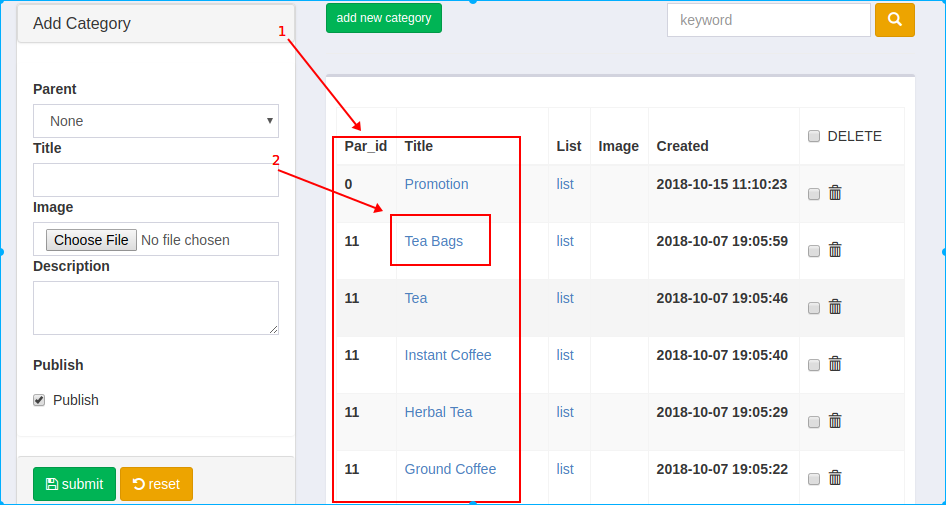 Add Category
Parent
None
Title
Image
Choose File No file chosen
Description
Publish
Publish
submit reset
add new category
keyword
1
2
Par_id Title List Image Created DELETE
0 Promotion list 2018-10-15 11:10:23
11 Tea Bags list 2018-10-07 19:05:59
11 Tea list 2018-10-07 19:05:46
11 Instant Coffee list 2018-10-07 19:05:40
11 Herbal Tea list 2018-10-07 19:05:29
11 Ground Coffee list 2018-10-07 19:05:22